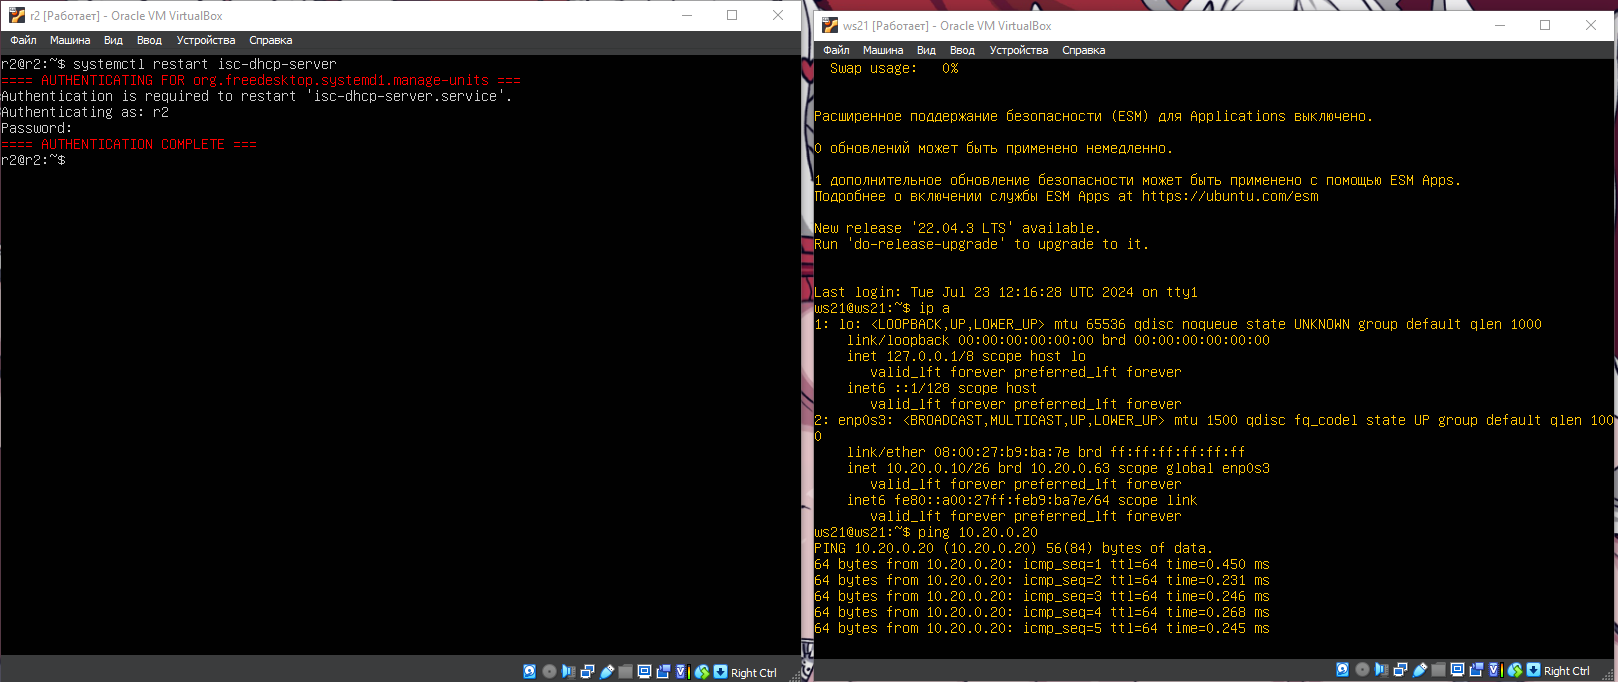 r2 [Работает] - Oracle VM VirtualBox
Файл Машина Вид Ввод Устройства Справка
r2@r2:~$ systemctl restart isc-dhcp-server
==== AUTHENTICATING FOR org.freedesktop.systemd1.manage-units ===
Authentication is required to restart 'isc-dhcp-server.service'.
Authenticating as: r2
Password:
==== AUTHENTICATION COMPLETE ===
r2@r2:~$
Right Ctrl
ws21 [Работает] - Oracle VM VirtualBox
Файл Машина Вид Ввод Устройства Справка
Swap usage: 0%
Расширенное поддержание безопасности (ESM) для Applications выключено.
0 обновлений может быть применено немедленно.
1 дополнительное обновление безопасности может быть применено с помощью ESM Apps.
Подробнее о включении службы ESM Apps at https://ubuntu.com/esm
New release '22.04.3 LTS' available.
Run 'do-release-upgrade' to upgrade to it.
Last login: Tue Jul 23 12:16:28 UTC 2024 on tty1
ws21@ws21:~$ ip a
1: lo: <LOOPBACK,UP,LOWER_UP> mtu 65536 qdisc noqueue state UNKNOWN group default qlen 1000
link/loopback 00:00:00:00:00:00 brd 00:00:00:00:00:00
inet 127.0.0.1/8 scope host lo
valid_lft forever preferred_lft forever
inet6 ::1/128 scope host
valid_lft forever preferred_lft forever
2: enp0s3: <BROADCAST,MULTICAST,UP,LOWER_UP> mtu 1500 qdisc fq_codel state UP group default qlen 100
0
link/ether 08:00:27:b9:ba:7e brd ff:ff:ff:ff:ff:ff
inet 10.20.0.10/26 brd 10.20.0.63 scope global enp0s3
valid_lft forever preferred_lft forever
inet6 fe80::a00:27ff:feb9:ba7e/64 scope link
valid_lft forever preferred_lft forever
ws21@ws21:~$ ping 10.20.0.20
PING 10.20.0.20 (10.20.0.20) 56(84) bytes of data.
64 bytes from 10.20.0.20: icmp_seq=1 ttl=64 time=0.450 ms
64 bytes from 10.20.0.20: icmp_seq=2 ttl=64 time=0.231 ms
64 bytes from 10.20.0.20: icmp_seq=3 ttl=64 time=0.246 ms
64 bytes from 10.20.0.20: icmp_seq=4 ttl=64 time=0.268 ms
64 bytes from 10.20.0.20: icmp_seq=5 ttl=64 time=0.245 ms
Right Ctrl